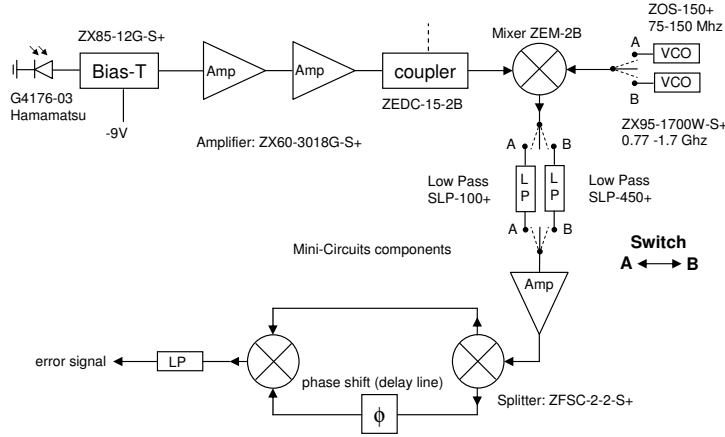 ZX85-12G-S+
Mixer ZEM-2B
ZOS-150+
75-150 Mhz
A
VCO
Bias-T
Amp
Amp
coupler
VCO
B
G4176-03
Hamamatsu
ZEDC-15-2B
-9V
Amplifier: ZX60-3018G-S+
ZX95-1700W-S+
0.77 -1.7 Ghz
A
B
Low Pass
SLP-100+
L
P
L
P
Low Pass
SLP-450+
A
B
Mini-Circuits components
Switch
A
B
Amp
error signal
LP
phase shift (delay line)
ϕ
Splitter: ZFSC-2-2-S+